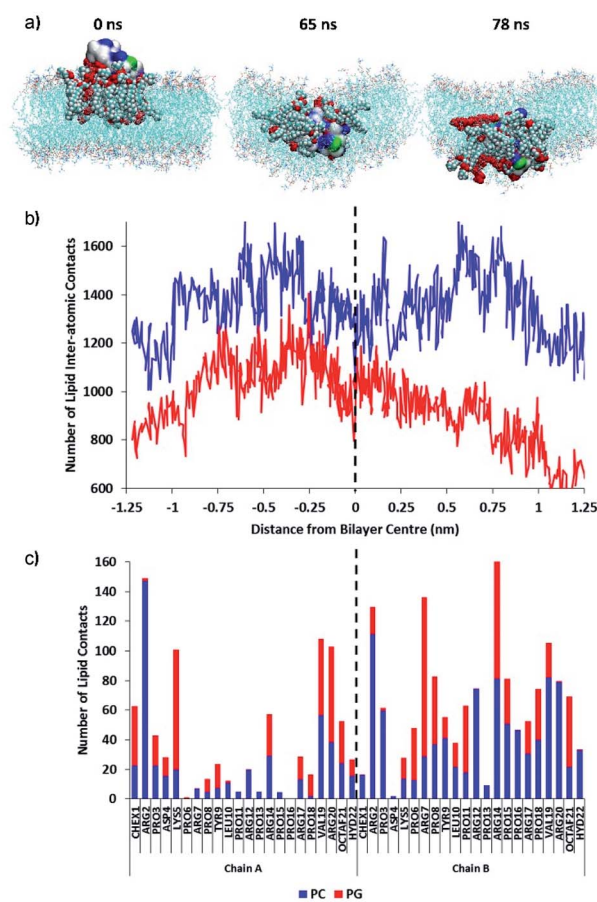 a)
0 ns
65 ns
78 ns
b)
Number of Lipid Inter-atomic Contacts
1600
1400
1200
1000
800
600
-1.25
-1
-0.75
-0.5
-0.25
0
0.25
0.5
0.75
1
1.25
Distance from Bilayer Centre (nm)
c)
Number of Lipid Contacts
160
140
120
100
80
60
40
20
0
CHEX1
ARG2
PRO3
ASP4
LYS5
PRO6
ARG7
PRO8
TYR9
LEU10
PRO11
ARG12
PRO13
ARG14
PRO15
PRO16
ARG17
PRO18
VAL19
ARG20
OCTAF21
HYD22
CHEX1
ARG2
PRO3
ASP4
LYS5
PRO6
ARG7
PRO8
TYR9
LEU10
PRO11
ARG12
PRO13
ARG14
PRO15
PRO16
ARG17
PRO18
VAL19
ARG20
OCTAF21
HYD22
Chain A
Chain B
PC
PG